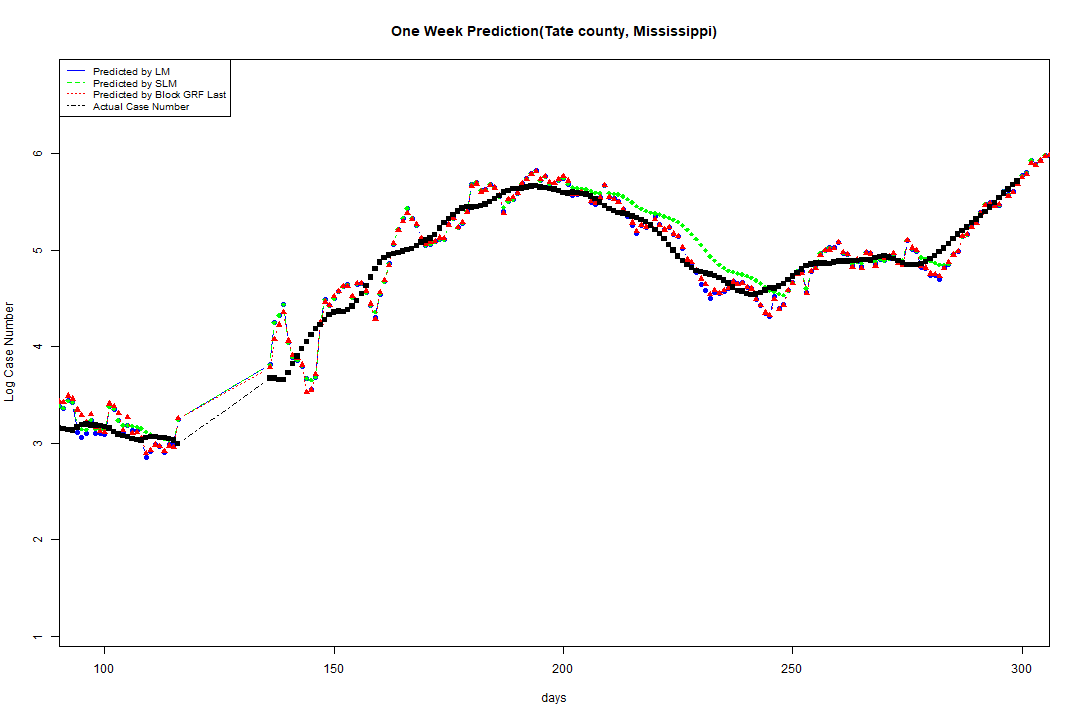 One Week Prediction(Tate county, Mississippi)
Predicted by LM
Predicted by SLM
Predicted by Block GRF Last
Actual Case Number
Log Case Number
6
5
4
3
2
1
100 150 200 250 300
days